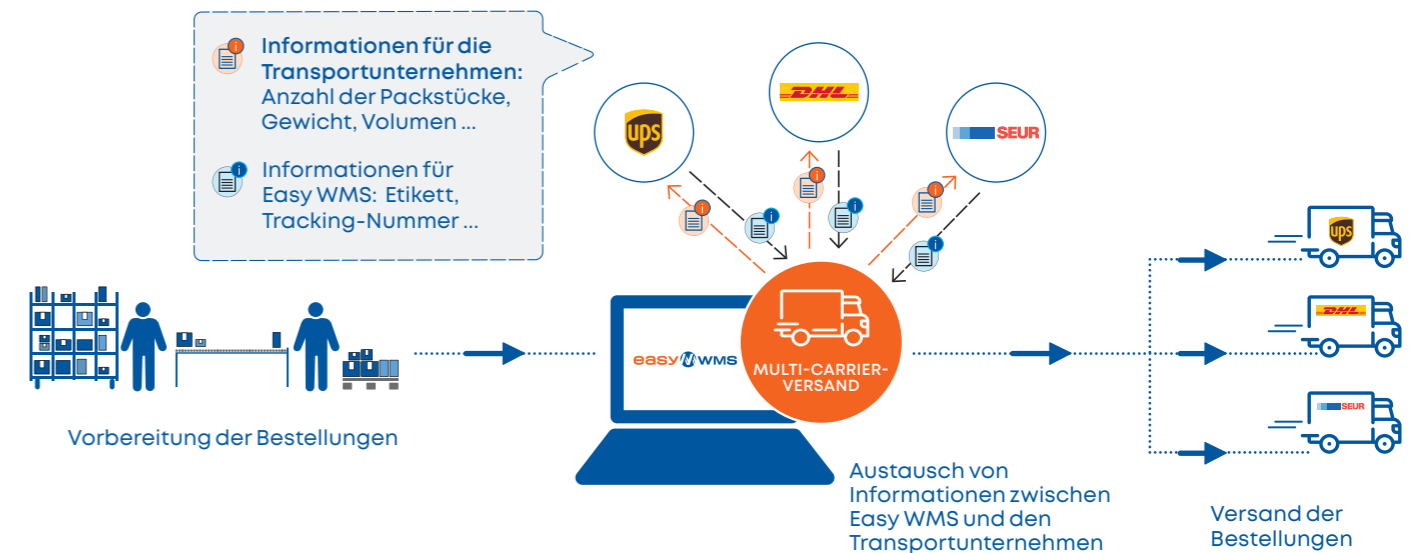 Informationen für die
Transportunternehmen:
Anzahl der Packstücke,
Gewicht, Volumen ...
Informationen für
Easy WMS: Etikett,
Tracking-Nummer ...
ups
DHL
SEUR
i
i
i
i
i
i
i
i
easy WMS
MULTI-CARRIER-
VERSAND
ups
DHL
SEUR
Vorbereitung der Bestellungen
Austausch von
Informationen zwischen
Easy WMS und den
Transportunternehmen
Versand der
Bestellungen